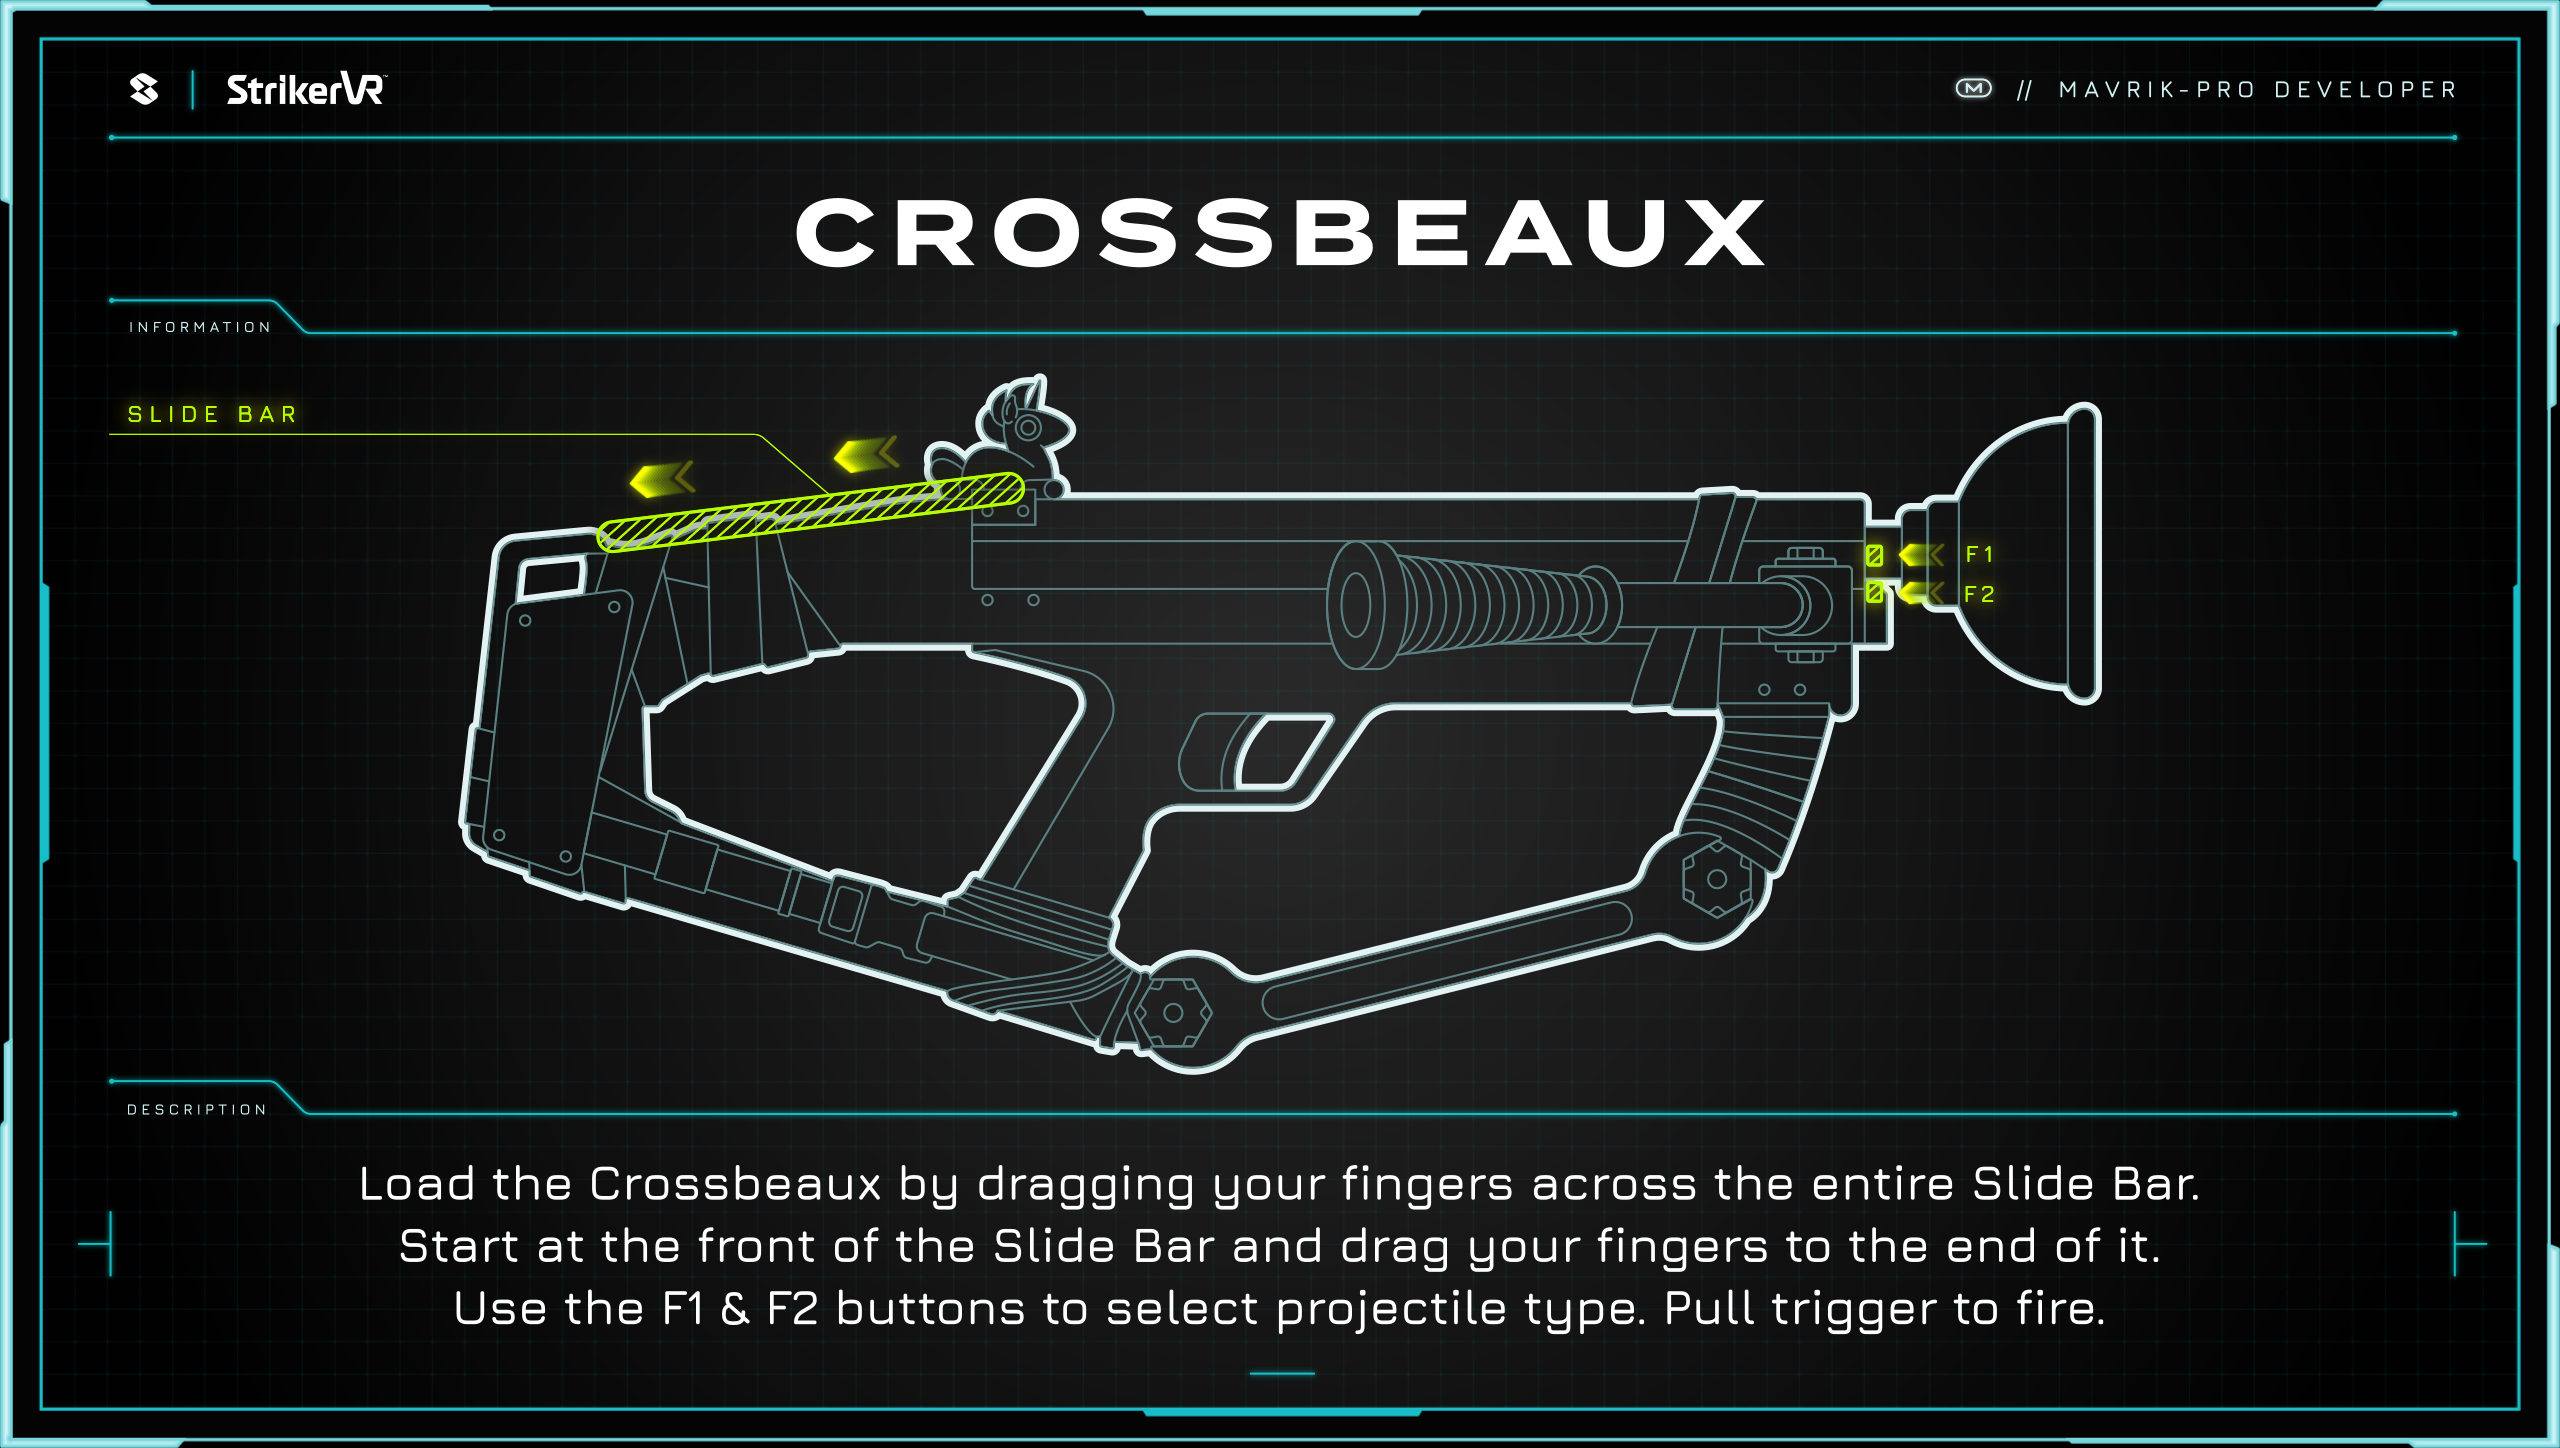 StrikerVR™
M // MAVRIK-PRO DEVELOPER
CROSSBEAUX
INFORMATION
SLIDE BAR
F1
F2
DESCRIPTION
Load the Crossbeaux by dragging your fingers across the entire Slide Bar.
Start at the front of the Slide Bar and drag your fingers to the end of it.
Use the F1 & F2 buttons to select projectile type. Pull trigger to fire.